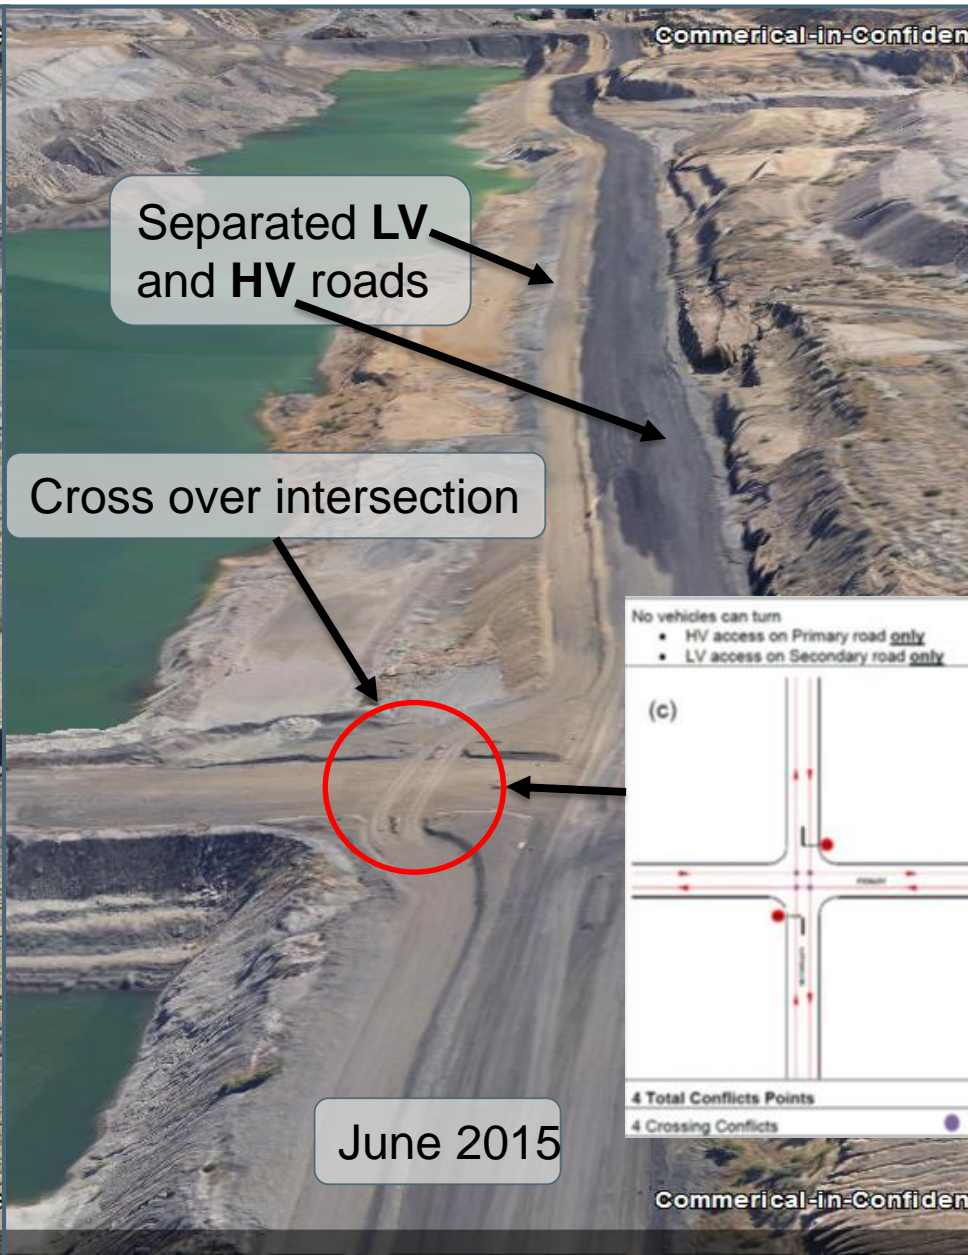 Commerical-in-Confiden
Separated LV
and HV roads
Cross over intersection
No vehicles can turn
• HV access on Primary road only
• LV access on Secondary road only
(c)
4 Total Conflicts Points
4 Crossing Conflicts
June 2015
Commerical-in-Confiden